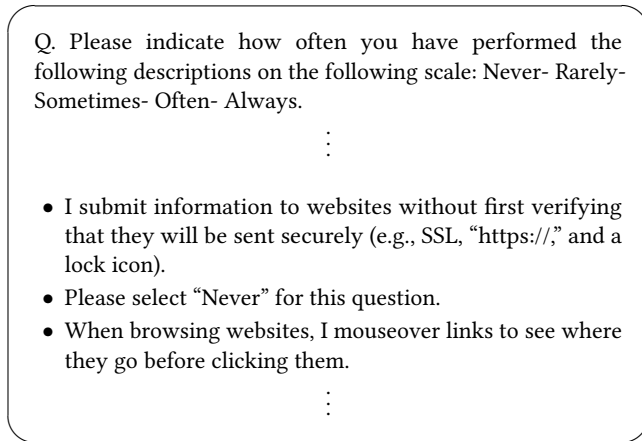 Q. Please indicate how often you have performed the
following descriptions on the following scale: Never- Rarely-
Sometimes- Often- Always.
⋮
• I submit information to websites without first verifying
that they will be sent securely (e.g., SSL, “https://,” and a
lock icon).
• Please select “Never” for this question.
• When browsing websites, I mouseover links to see where
they go before clicking them.
⋮